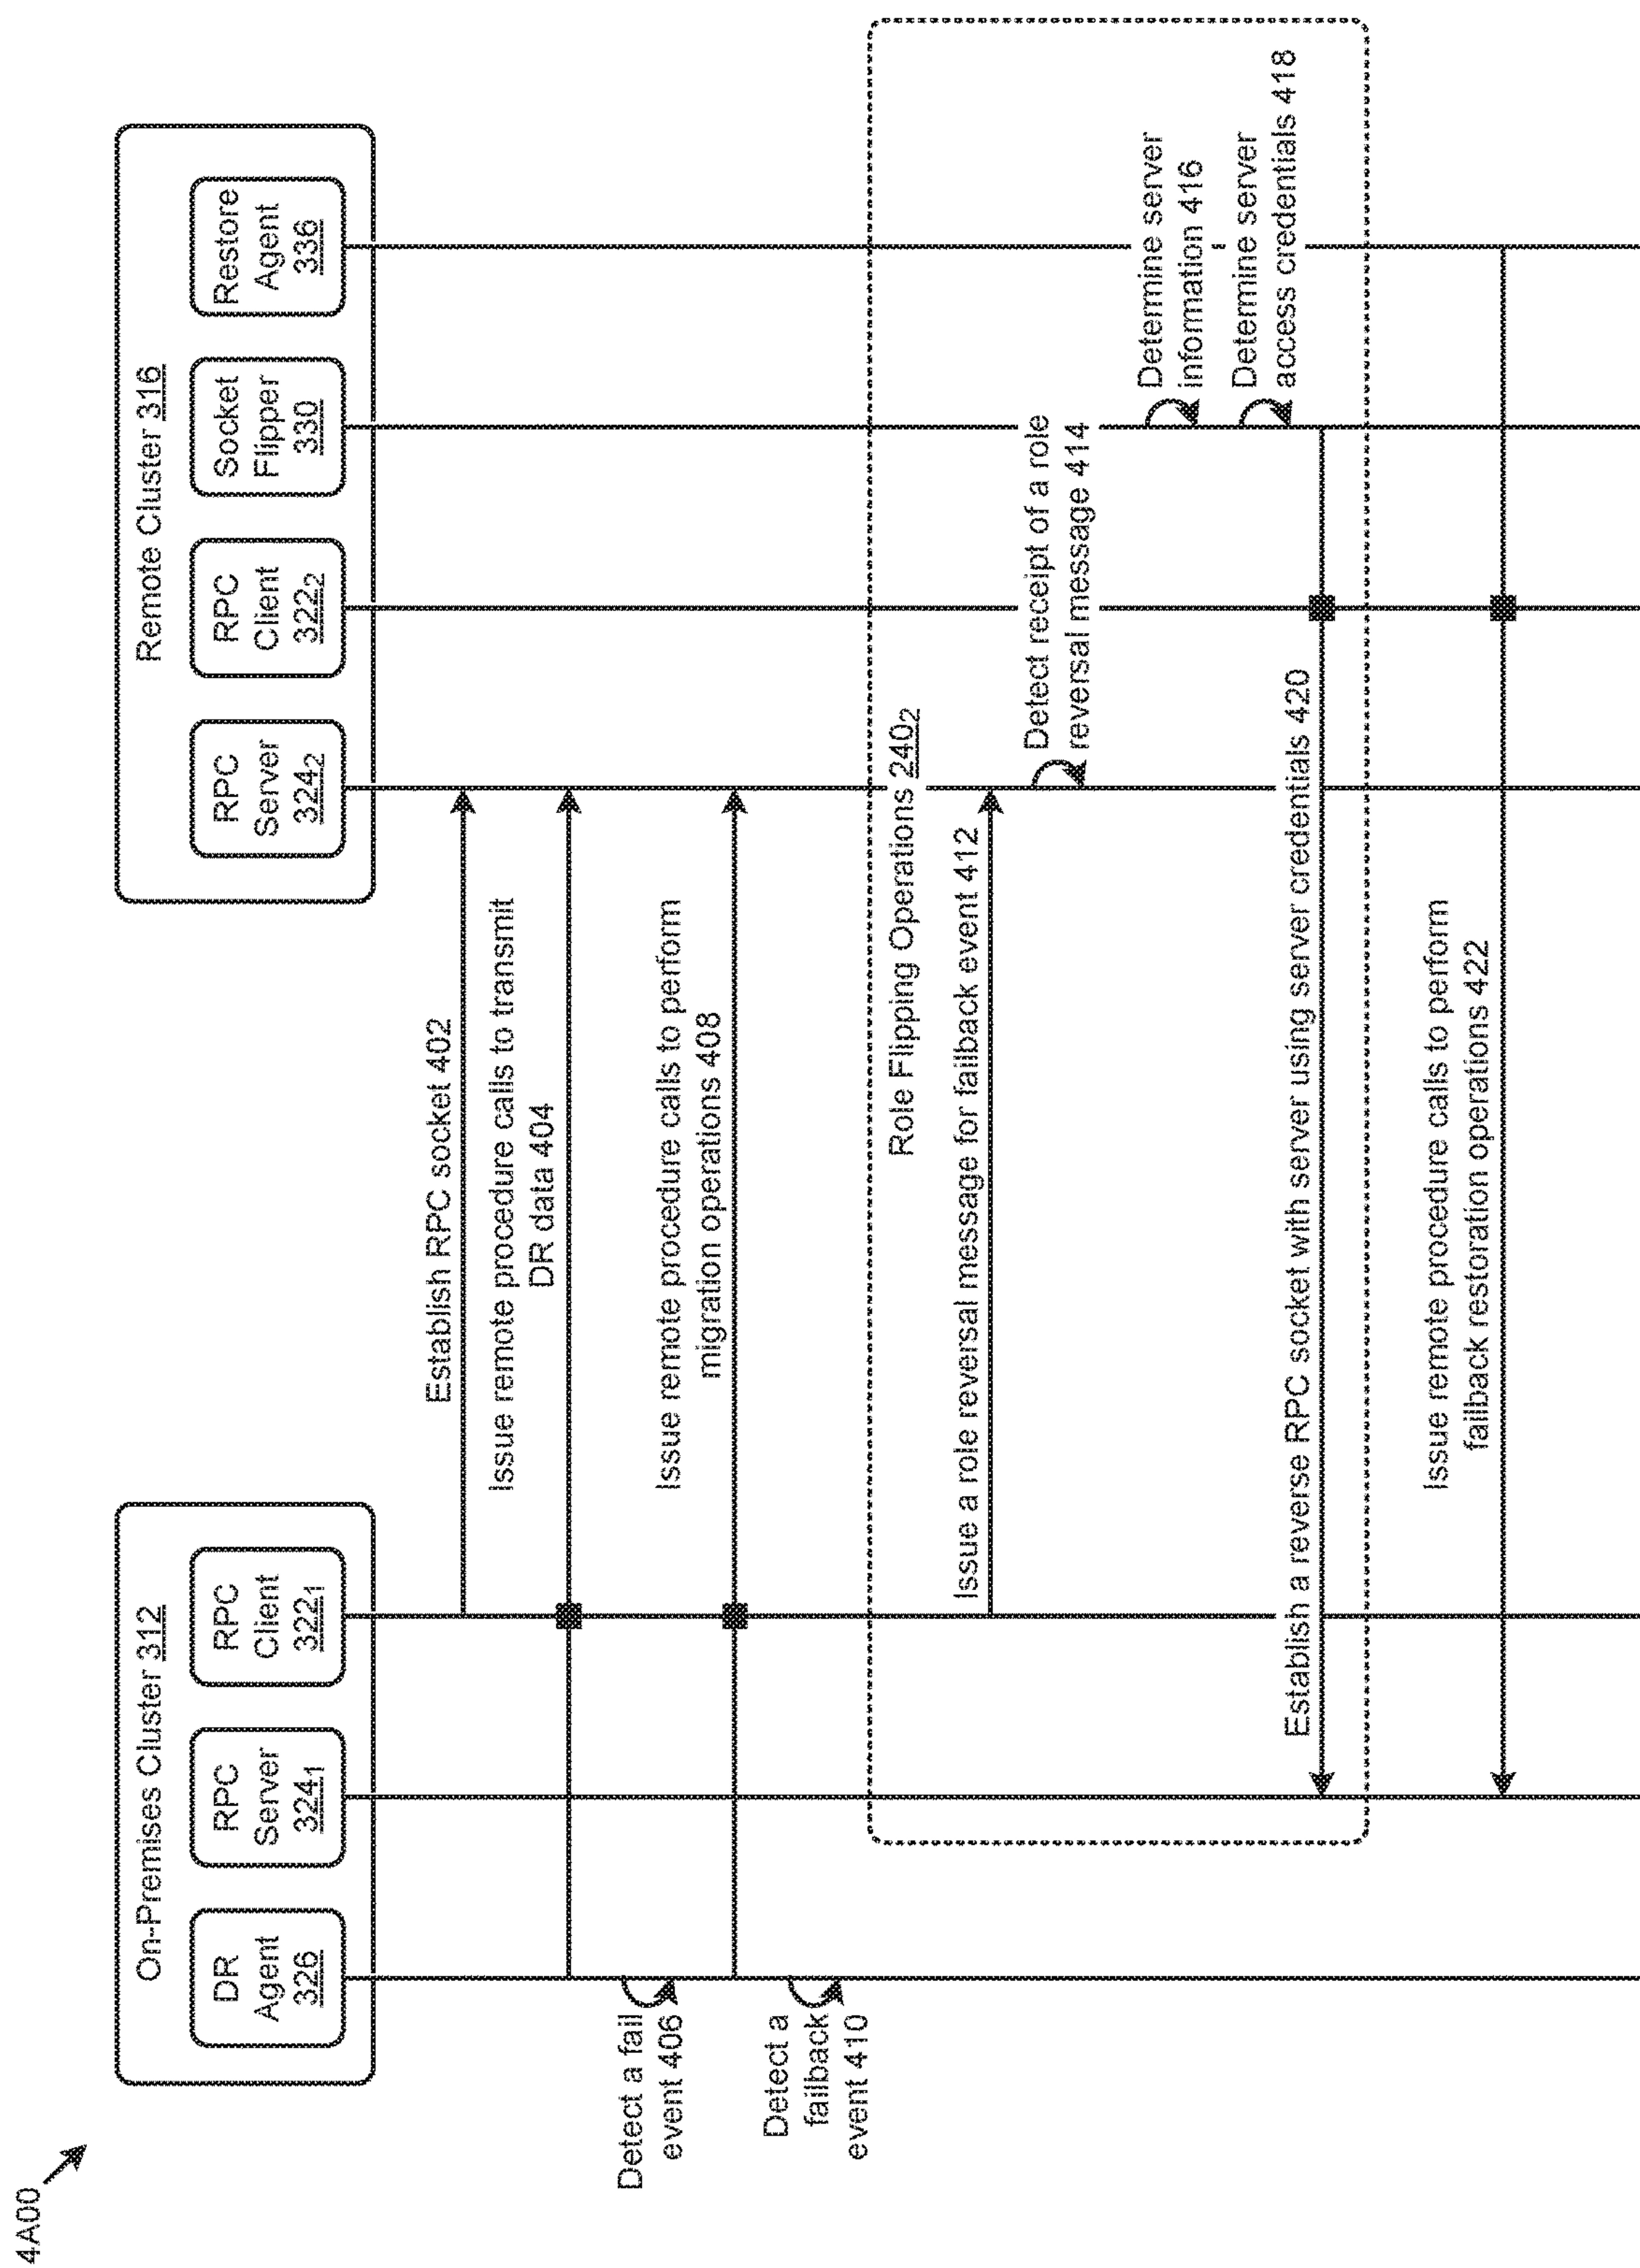 4A00
On-Premises Cluster 312
DR
Agent
326
RPC
Server
324₁
RPC
Client
322₁
Remote Cluster 316
RPC
Server
324₂
RPC
Client
322₂
Socket
Flipper
330
Restore
Agent
336
Establish RPC socket 402
Issue remote procedure calls to transmit
DR data 404
Detect a fail
event 406
Issue remote procedure calls to perform
migration operations 408
Detect a
failback
event 410
Role Flipping Operations 240₂
Issue a role reversal message for failback event 412
Detect receipt of a role
reversal message 414
Determine server
information 416
Determine server
access credentials 418
Establish a reverse RPC socket with server using server credentials 420
Issue remote procedure calls to perform
failback restoration operations 422